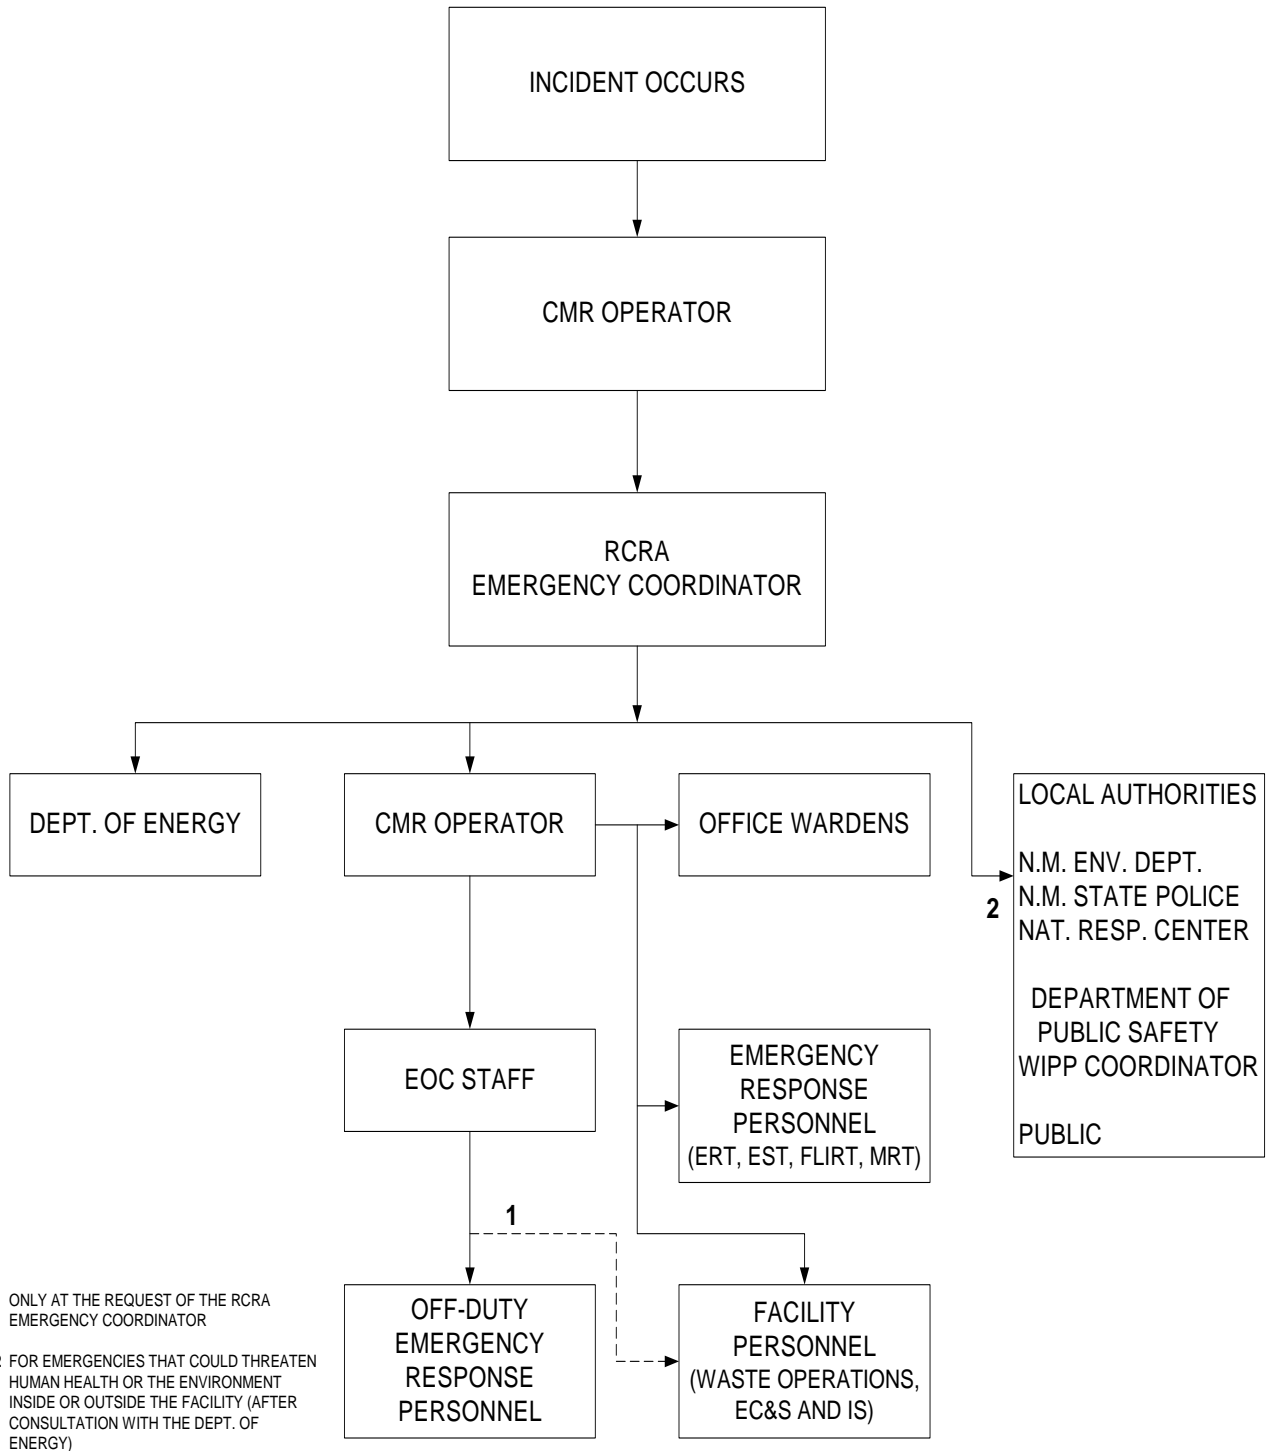 INCIDENT OCCURS
CMR OPERATOR
RCRA
EMERGENCY COORDINATOR
DEPT. OF ENERGY
CMR OPERATOR
OFFICE WARDENS
LOCAL AUTHORITIES
N.M. ENV. DEPT.
N.M. STATE POLICE
NAT. RESP. CENTER
DEPARTMENT OF
PUBLIC SAFETY
WIPP COORDINATOR
PUBLIC
2
EOC STAFF
EMERGENCY
RESPONSE
PERSONNEL
(ERT, EST, FLIRT, MRT)
1
OFF-DUTY
EMERGENCY
RESPONSE
PERSONNEL
FACILITY
PERSONNEL
(WASTE OPERATIONS,
EC&S AND IS)
ONLY AT THE REQUEST OF THE RCRA
EMERGENCY COORDINATOR
FOR EMERGENCIES THAT COULD THREATEN
HUMAN HEALTH OR THE ENVIRONMENT
INSIDE OR OUTSIDE THE FACILITY (AFTER
CONSULTATION WITH THE DEPT. OF
ENERGY)